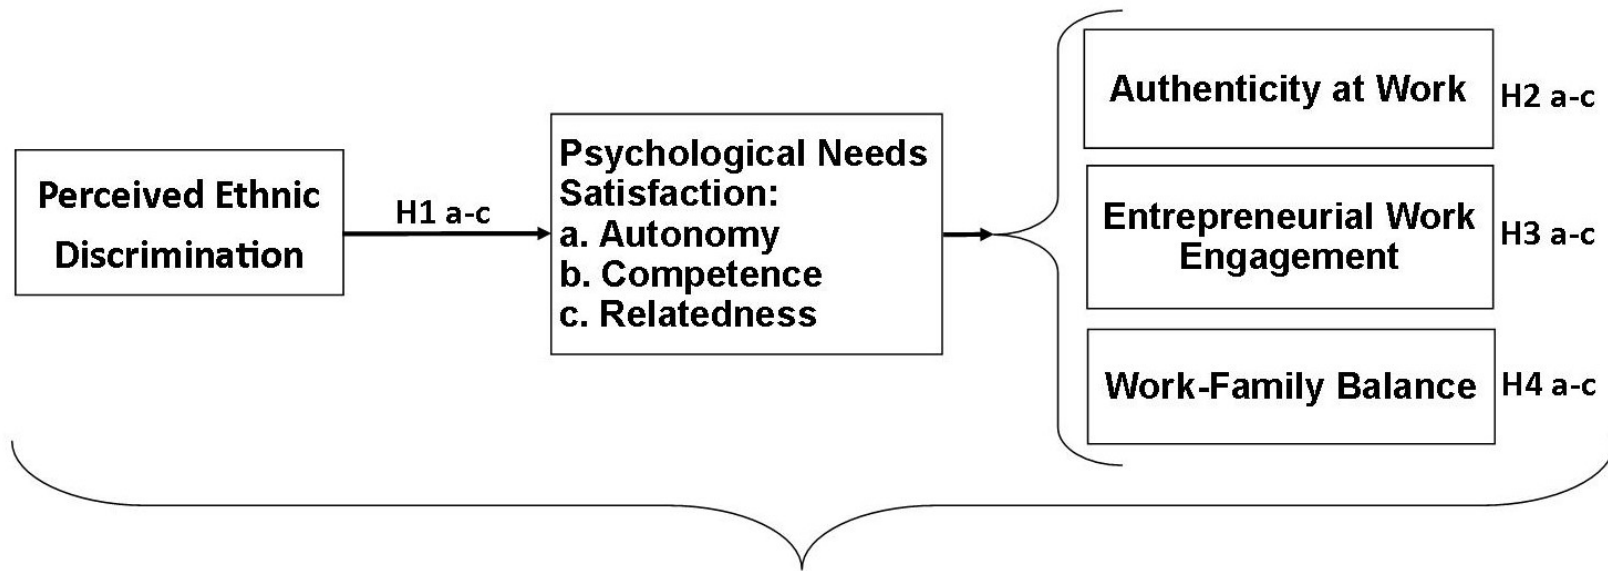 Perceived Ethnic
Discrimination
H1 a-c
Psychological Needs
Satisfaction:
a. Autonomy
b. Competence
c. Relatedness
Authenticity at Work
H2 a-c
Entrepreneurial Work
Engagement
H3 a-c
Work-Family Balance
H4 a-c